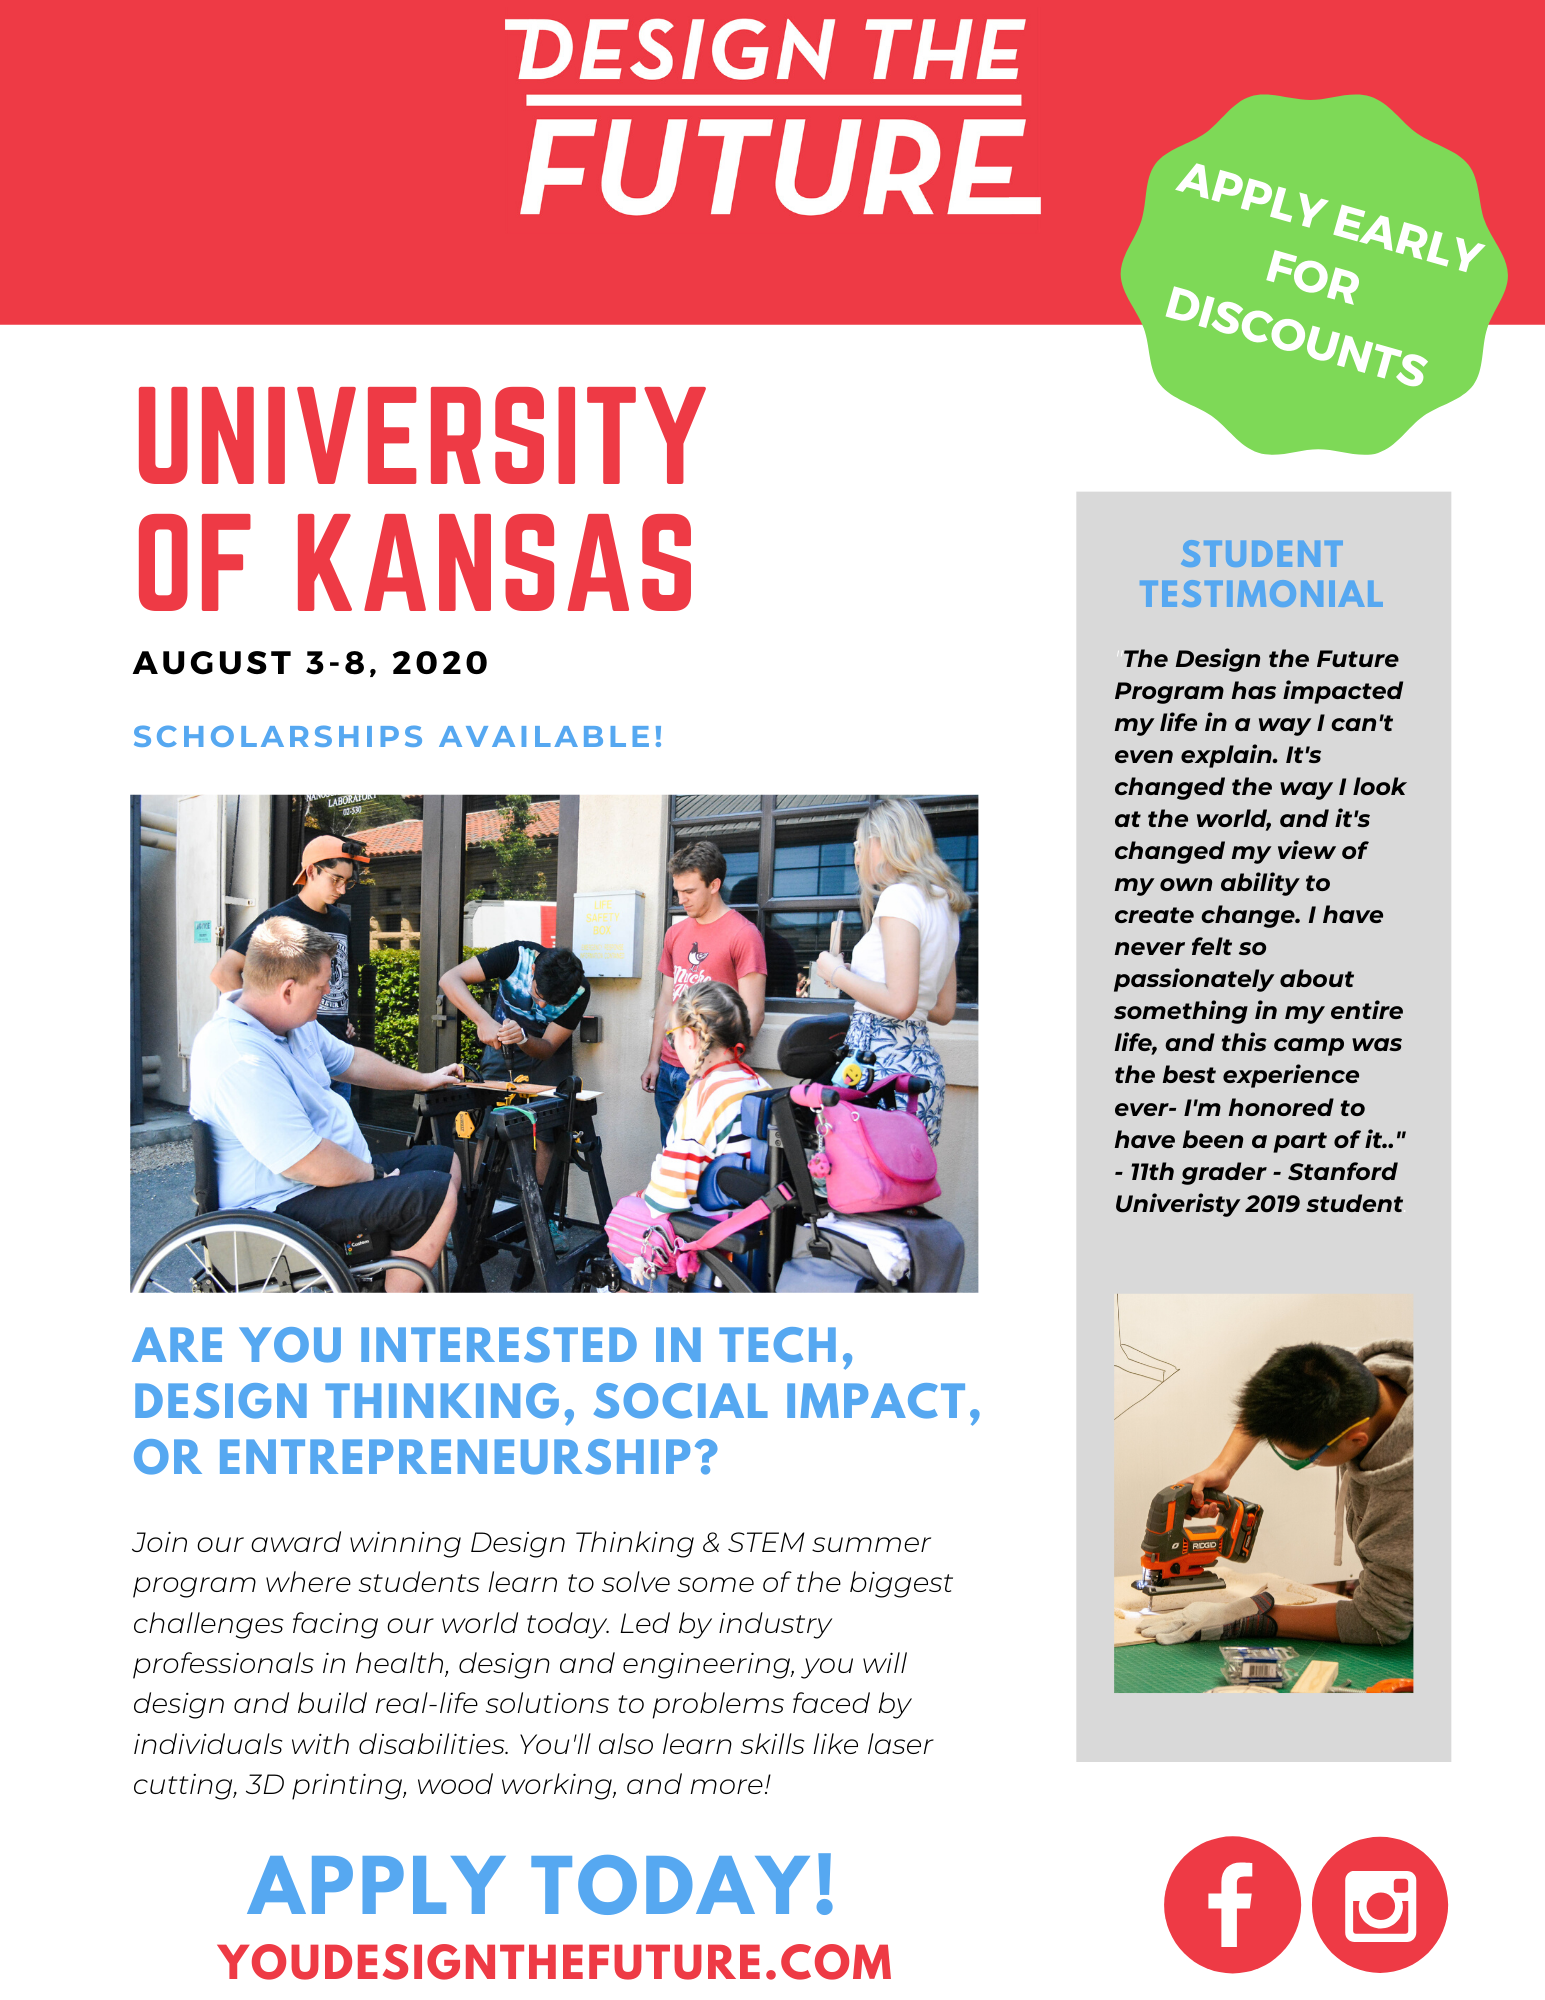 DESIGN THE
FUTURE
APPLY EARLY
FOR
DISCOUNTS
UNIVERSITY
OF KANSAS
AUGUST 3-8, 2020
SCHOLARSHIPS AVAILABLE!
LABORATORY
02-530
LIFE
SAFETY
BOX
Mucho
ARE YOU INTERESTED IN TECH,
DESIGN THINKING, SOCIAL IMPACT,
OR ENTREPRENEURSHIP?
Join our award winning Design Thinking & STEM summer
program where students learn to solve some of the biggest
challenges facing our world today. Led by industry
professionals in health, design and engineering, you will
design and build real-life solutions to problems faced by
individuals with disabilities. You'll also learn skills like laser
cutting, 3D printing, wood working, and more!
APPLY TODAY!
YOUDESIGNTHEFUTURE.COM
STUDENT
TESTIMONIAL
"The Design the Future
Program has impacted
my life in a way I can't
even explain. It's
changed the way I look
at the world, and it's
changed my view of
my own ability to
create change. I have
never felt so
passionately about
something in my entire
life, and this camp was
the best experience
ever- I'm honored to
have been a part of it.."
- 11th grader - Stanford
Univeristy 2019 student
RIDGID